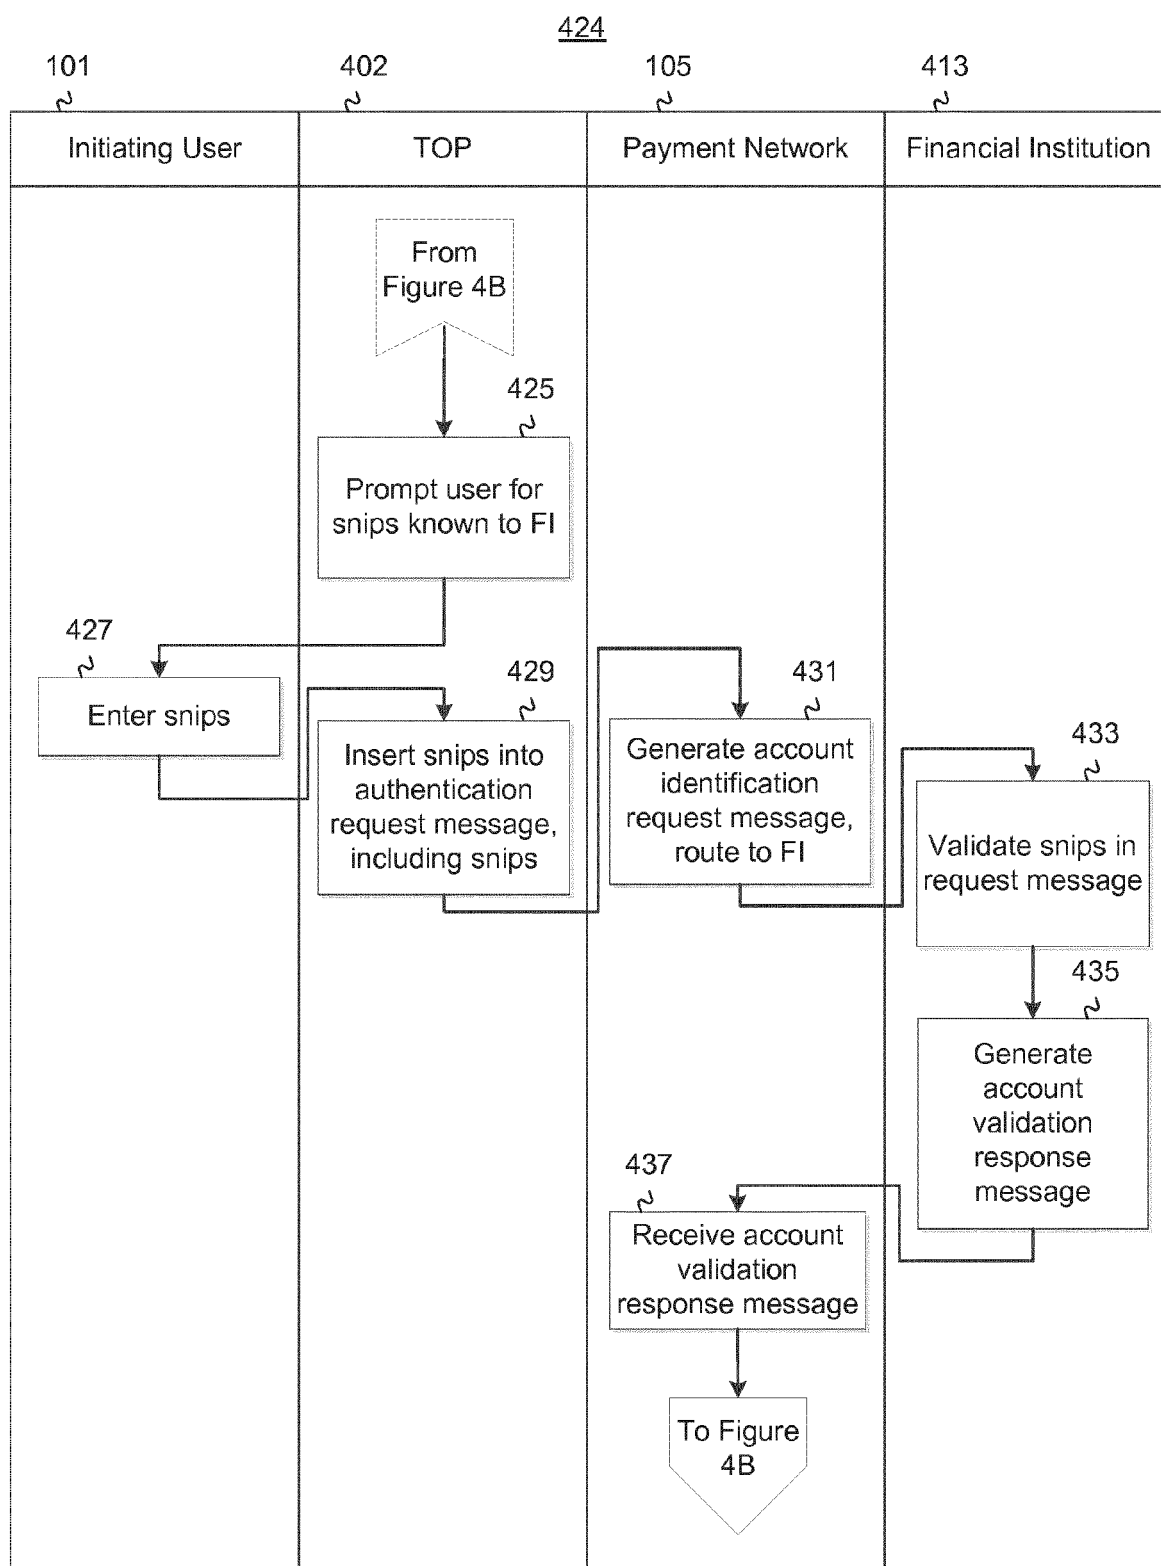 424
101
402
105
413
Initiating User
TOP
Payment Network
Financial Institution
From
Figure 4B
425
Prompt user for
snips known to FI
427
Enter snips
429
Insert snips into
authentication
request message,
including snips
431
Generate account
identification
request message,
route to FI
433
Validate snips in
request message
435
Generate
account
validation
response
message
437
Receive account
validation
response message
To Figure
4B